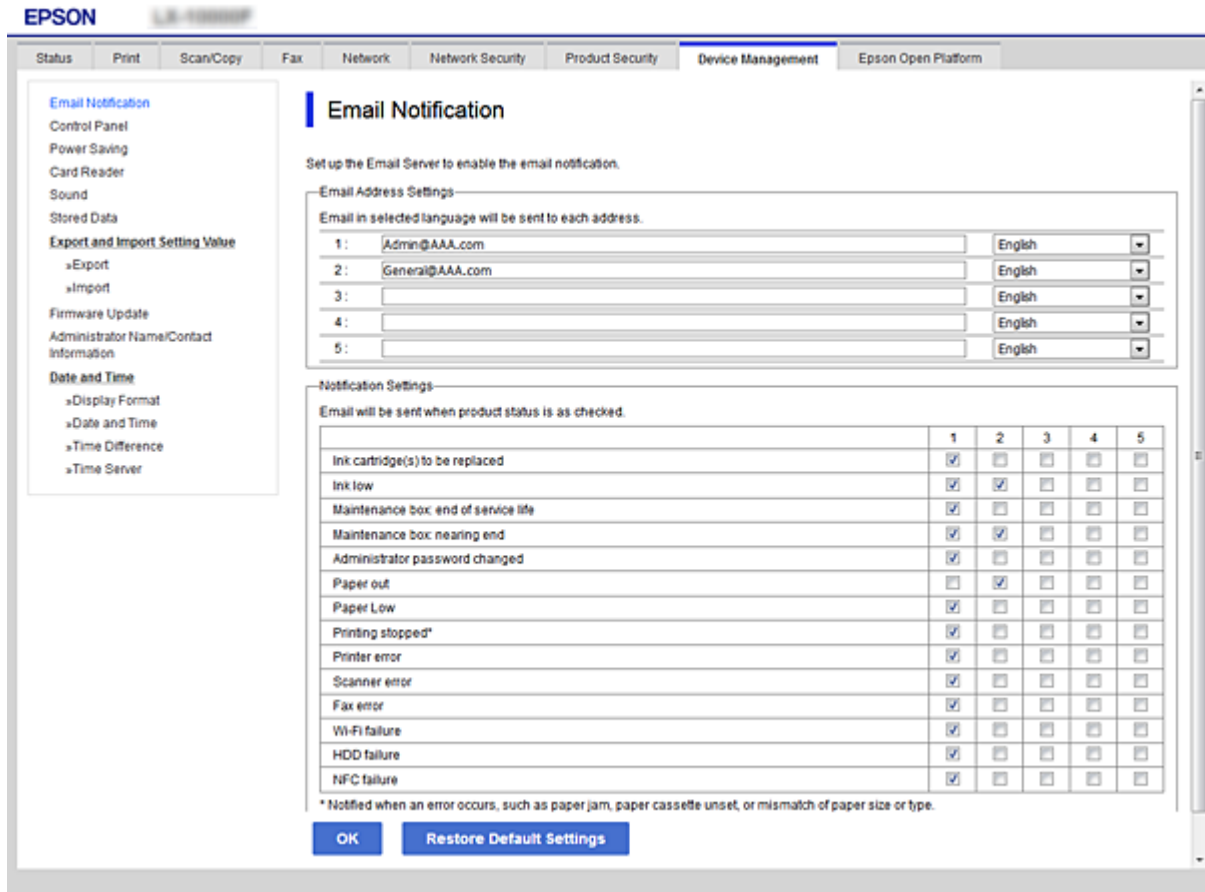 EPSON
Status Print Scan/Copy Fax Network Network Security Product Security Device Management Epson Open Platform
Email Notification
Control Panel
Power Saving
Card Reader
Sound
Stored Data
Export and Import Setting Value
»Export
»Import
Firmware Update
Administrator Name/Contact
Information
Date and Time
»Display Format
»Date and Time
»Time Difference
»Time Server
Email Notification
Set up the Email Server to enable the email notification.
Email Address Settings
Email in selected language will be sent to each address.
1 : Admin@AAA.com English
2 : General@AAA.com English
3 : English
4 : English
5 : English
Notification Settings
Email will be sent when product status is as checked.
1 2 3 4 5
Ink cartridge(s) to be replaced
Ink low
Maintenance box: end of service life
Maintenance box: nearing end
Administrator password changed
Paper out
Paper Low
Printing stopped*
Printer error
Scanner error
Fax error
Wi-Fi failure
HDD failure
NFC failure
* Notified when an error occurs, such as paper jam, paper cassette unset, or mismatch of paper size or type.
OK Restore Default Settings